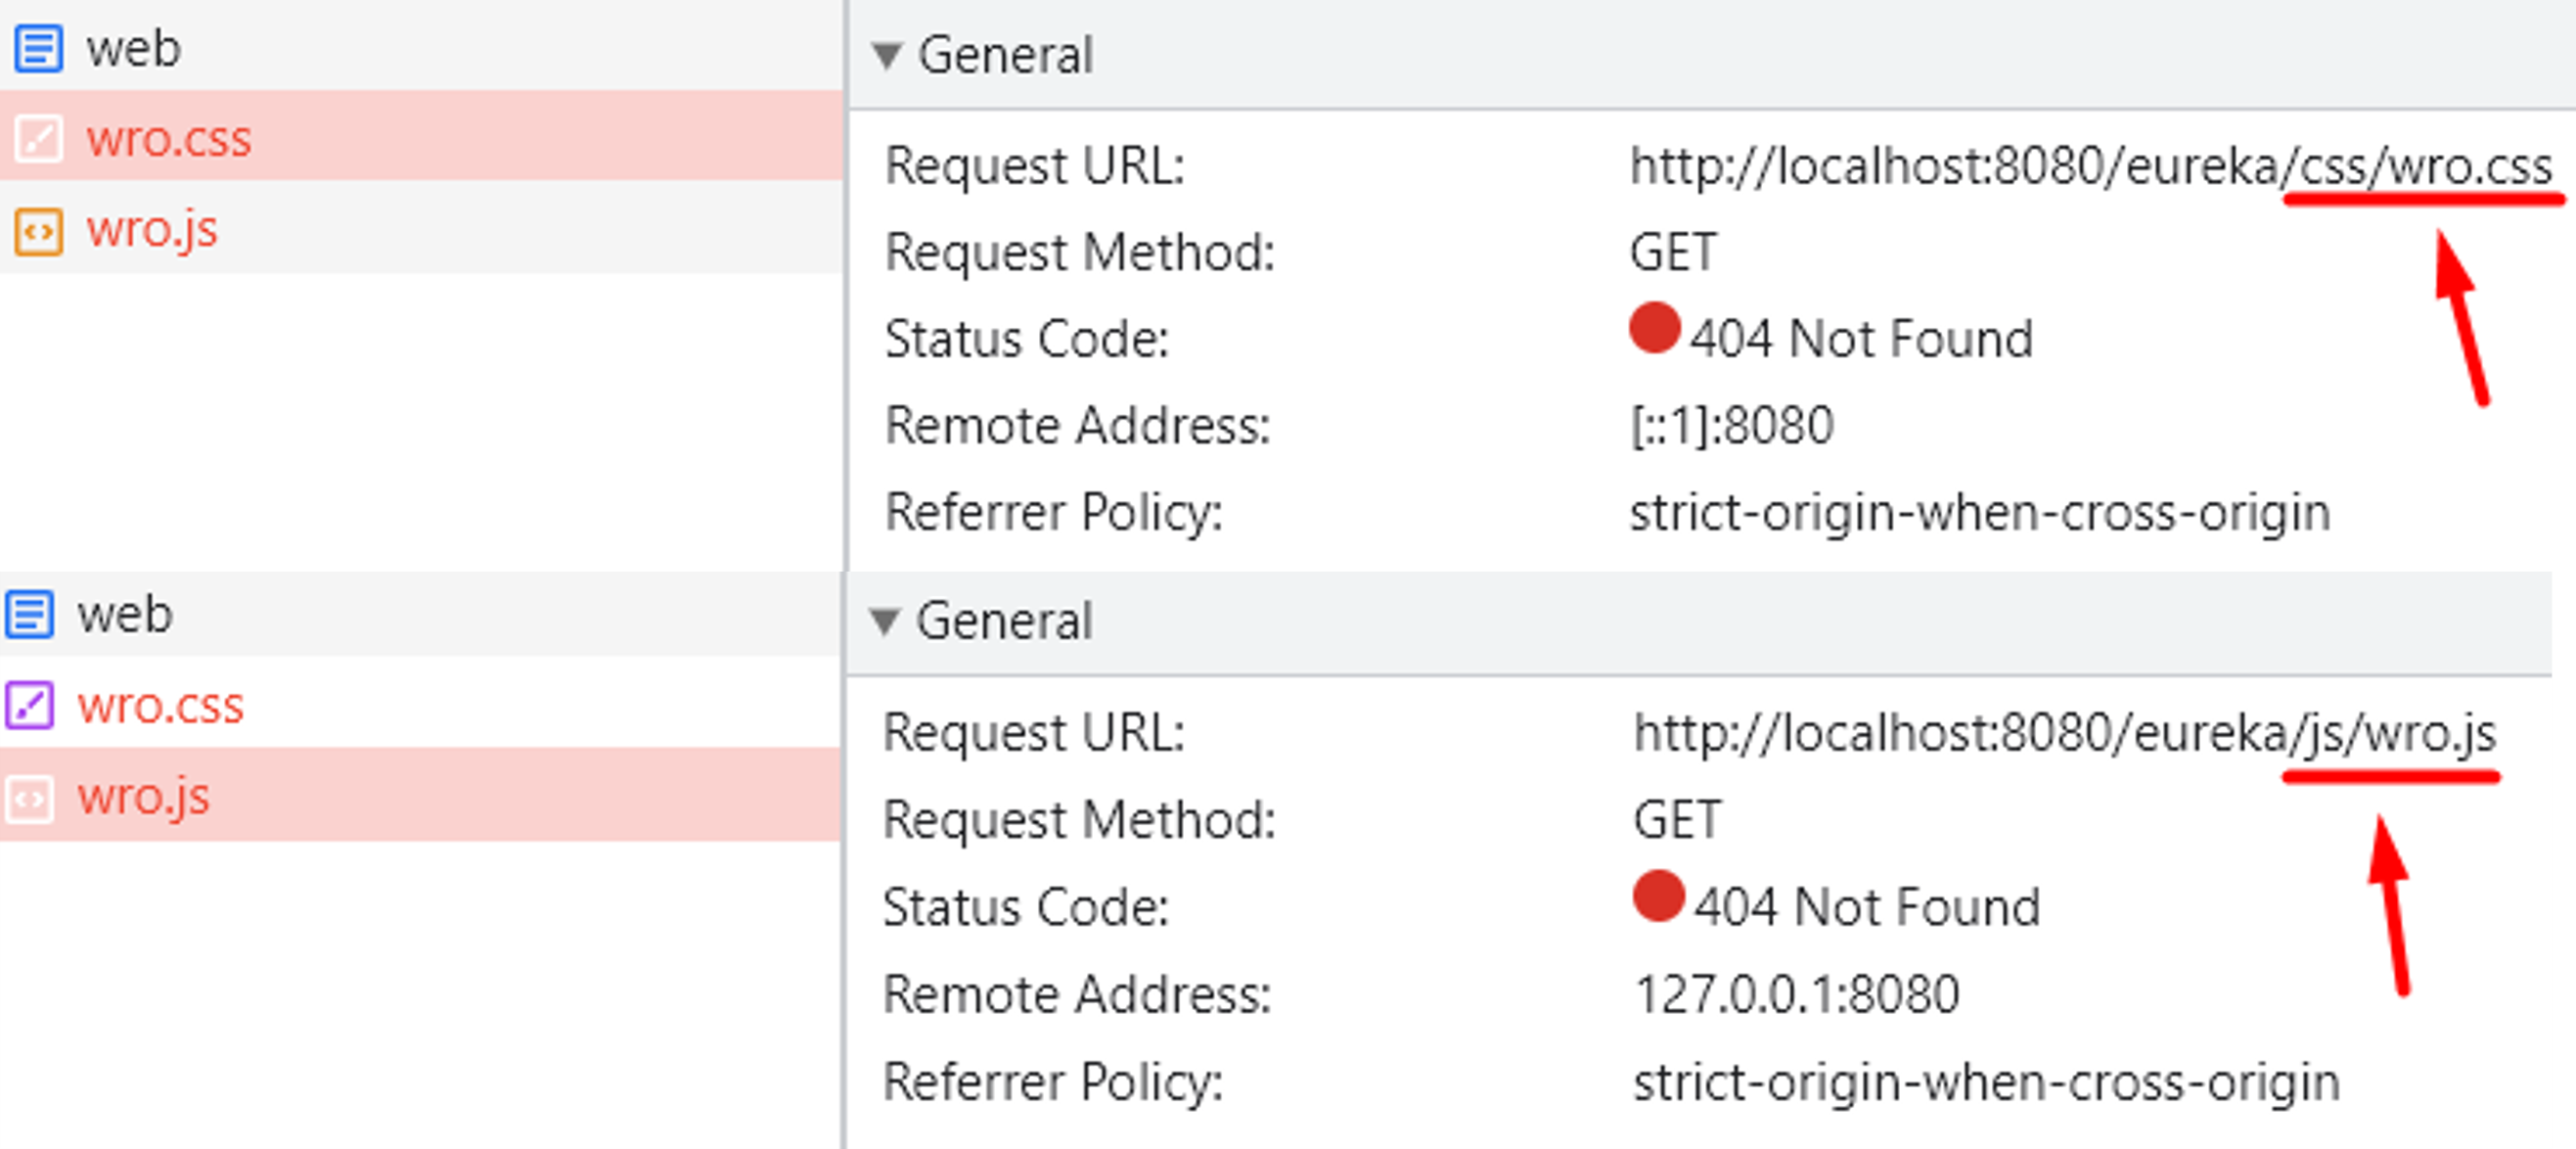 web
wro.css
wro.js
General
Request URL: http://localhost:8080/eureka/css/wro.css
Request Method: GET
Status Code: 404 Not Found
Remote Address: [::1]:8080
Referrer Policy: strict-origin-when-cross-origin
web
wro.css
wro.js
General
Request URL: http://localhost:8080/eureka/js/wro.js
Request Method: GET
Status Code: 404 Not Found
Remote Address: 127.0.0.1:8080
Referrer Policy: strict-origin-when-cross-origin